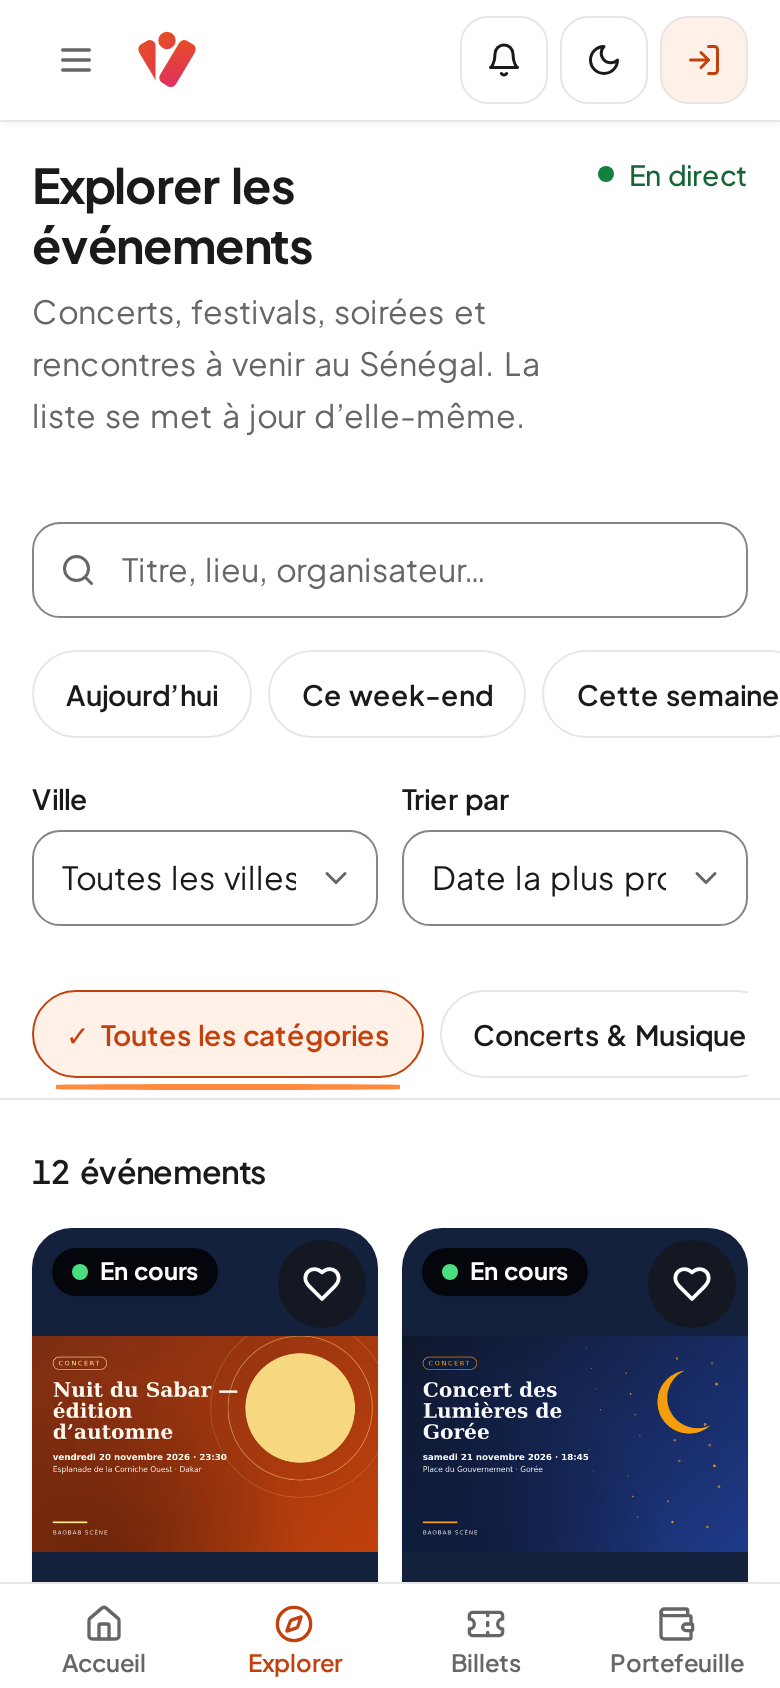 Explorer les
événements
En direct
Concerts, festivals, soirées et
rencontres à venir au Sénégal. La
liste se met à jour d’elle-même.
Titre, lieu, organisateur…
Aujourd’hui
Ce week-end
Cette semaine
Ville
Trier par
Toutes les villes
Date la plus pro
✓ Toutes les catégories
Concerts & Musique
12 événements
En cours
CONCERT
Nuit du Sabar —
édition
d’automne
vendredi 20 novembre 2026 · 23:30
Esplanade de la Corniche Ouest · Dakar
BAOBAB SCÈNE
En cours
CONCERT
Concert des
Lumières de
Gorée
samedi 21 novembre 2026 · 18:45
Place du Gouvernement · Gorée
BAOBAB SCÈNE
Accueil
Explorer
Billets
Portefeuille